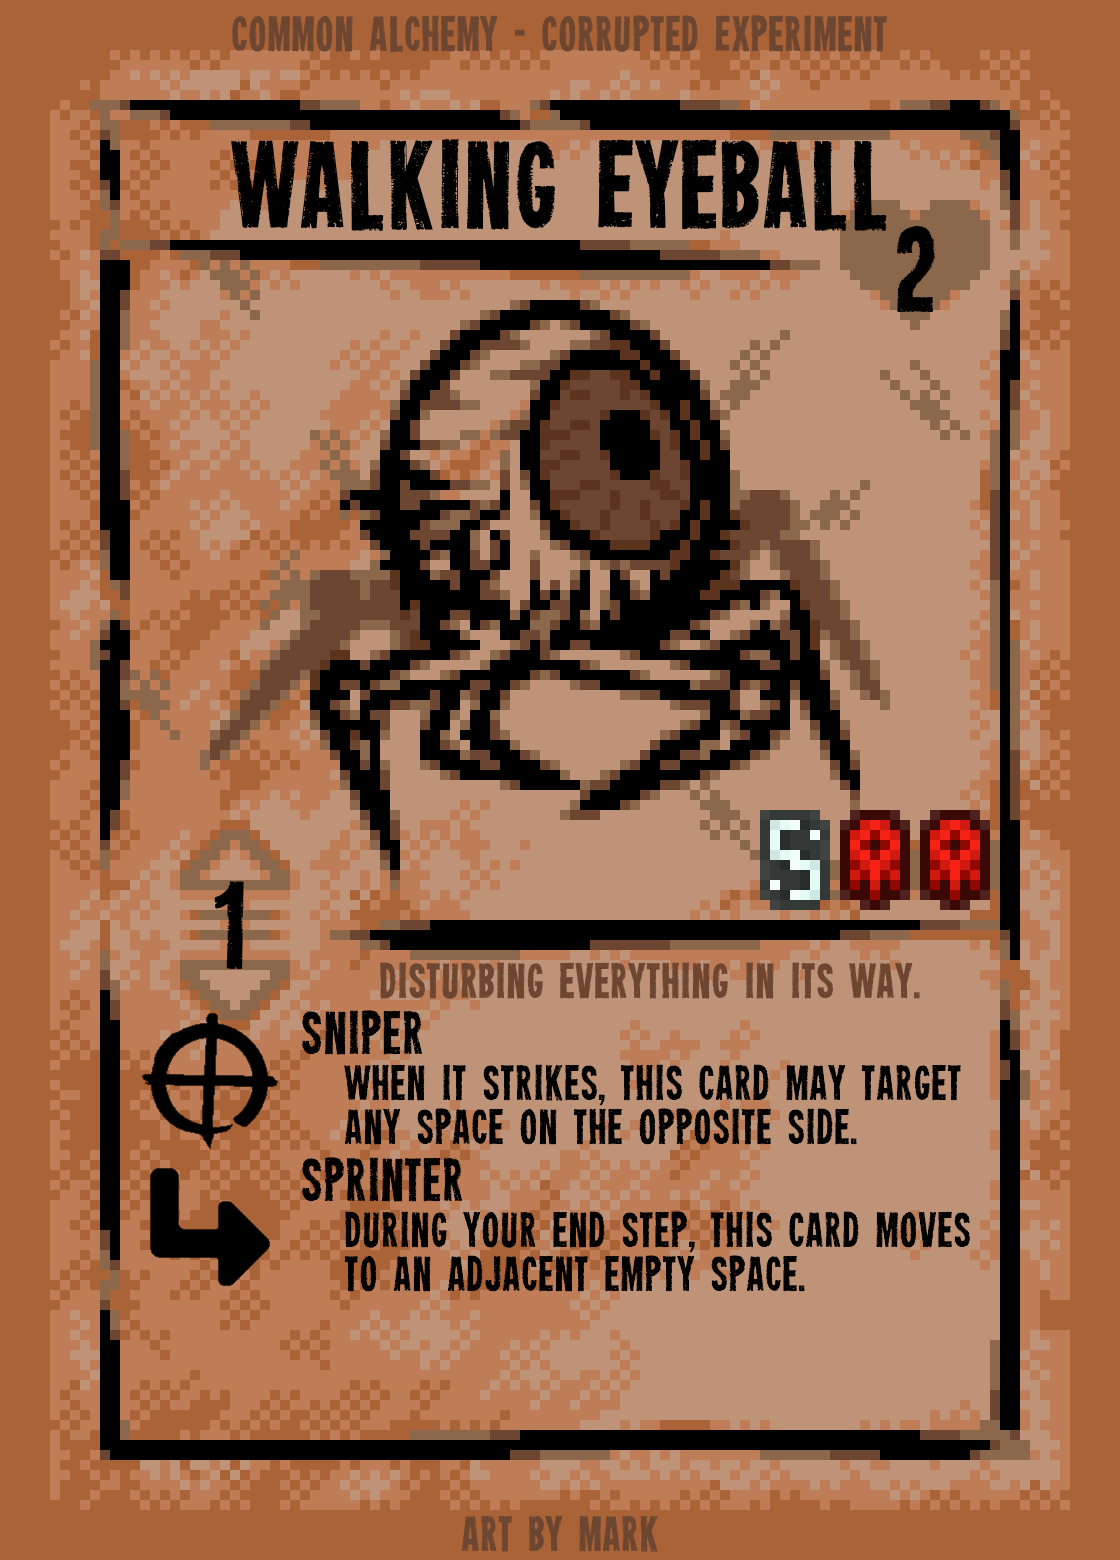 COMMON ALCHEMY - CORRUPTED EXPERIMENT
WALKING EYEBALL
2
S
1
DISTURBING EVERYTHING IN ITS WAY.
SNIPER
WHEN IT STRIKES, THIS CARD MAY TARGET
ANY SPACE ON THE OPPOSITE SIDE.
SPRINTER
DURING YOUR END STEP, THIS CARD MOVES
TO AN ADJACENT EMPTY SPACE.
ART BY MARK